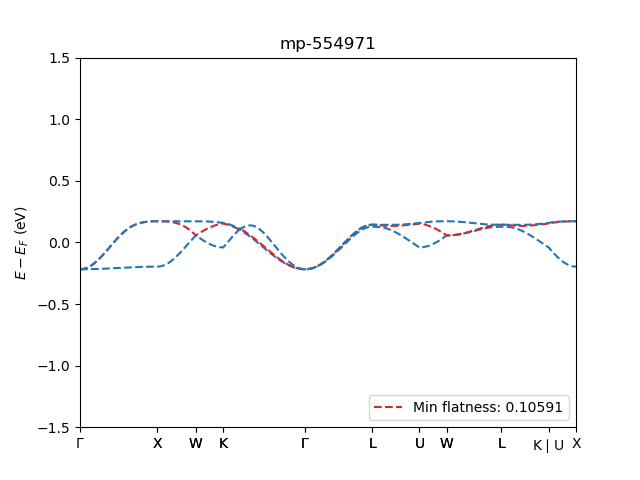 mp-554971
E − E_F (eV)
1.5
1.0
0.5
0.0
−0.5
−1.0
−1.5
Γ X W K Γ L U W L K | U X
Min flatness: 0.10591